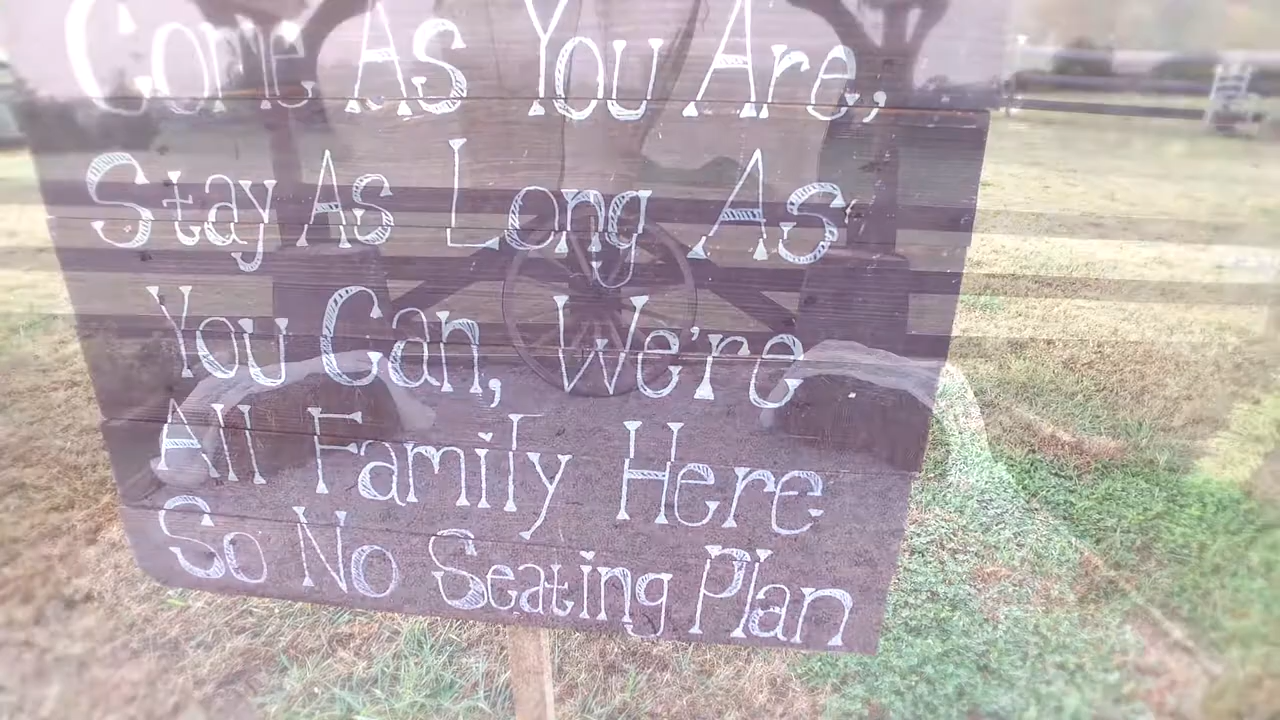 Come As You Are,
Stay As Long As
You Can, We're
All Family Here
So No Seating Plan